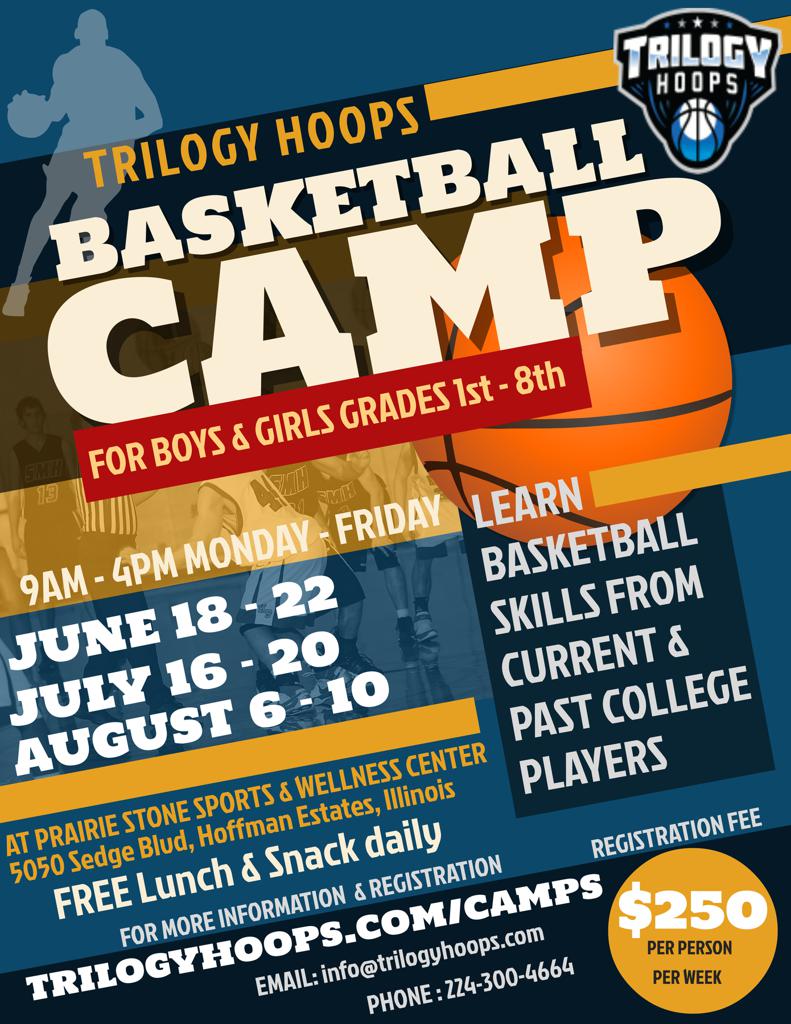 TRILOGY
HOOPS
TRILOGY HOOPS
BASKETBALL
CAMP
FOR BOYS & GIRLS GRADES 1st - 8th
SMH
13
SMH
9AM - 4PM MONDAY - FRIDAY
JUNE 18 - 22
JULY 16 - 20
AUGUST 6 - 10
LEARN
BASKETBALL
SKILLS FROM
CURRENT &
PAST COLLEGE
PLAYERS
AT PRAIRIE STONE SPORTS & WELLNESS CENTER
5050 Sedge Blvd, Hoffman Estates, Illinois
FREE Lunch & Snack daily
FOR MORE INFORMATION & REGISTRATION
TRILOGYHOOPS.COM/CAMPS
EMAIL: info@trilogyhoops.com
PHONE : 224-300-4664
REGISTRATION FEE
$250
PER PERSON
PER WEEK